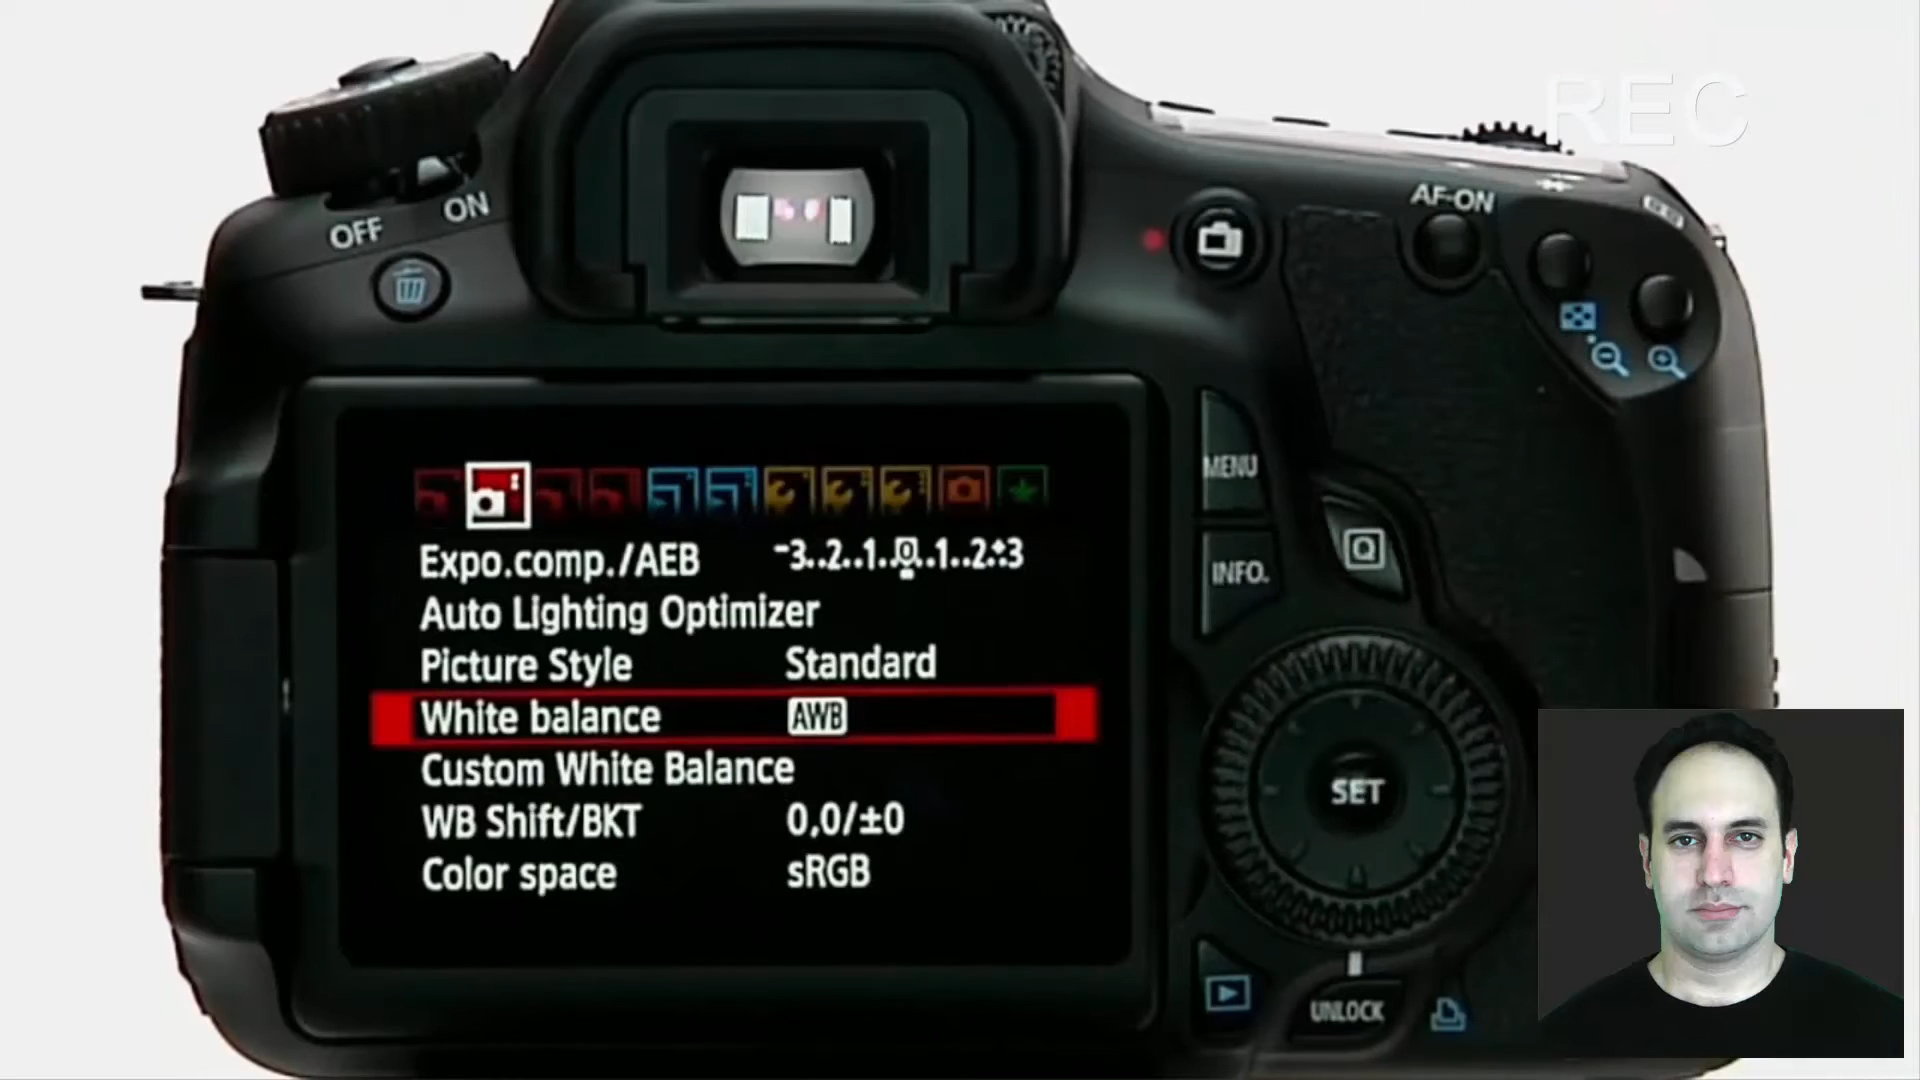 REC
OFF ON
AF-ON
MENU
INFO.
Q
Expo.comp./AEB -3..2..1..0..1..2..+3
Auto Lighting Optimizer
Picture Style Standard
White balance AWB
Custom White Balance
WB Shift/BKT 0,0/±0
Color space sRGB
SET
UNLOCK